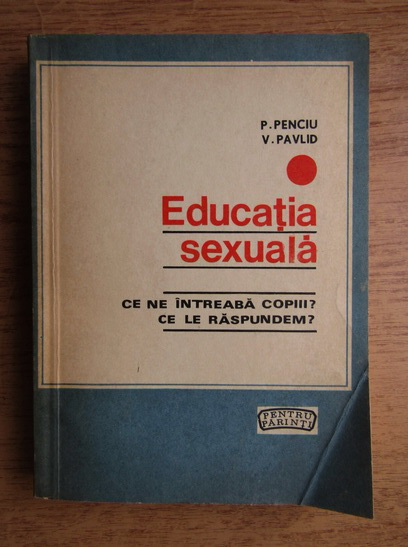 P. PENCIU
V. PAVLID
Educația
sexuală
CE NE ÎNTREABĂ COPIII?
CE LE RĂSPUNDEM?
PENTRU
PĂRINȚI